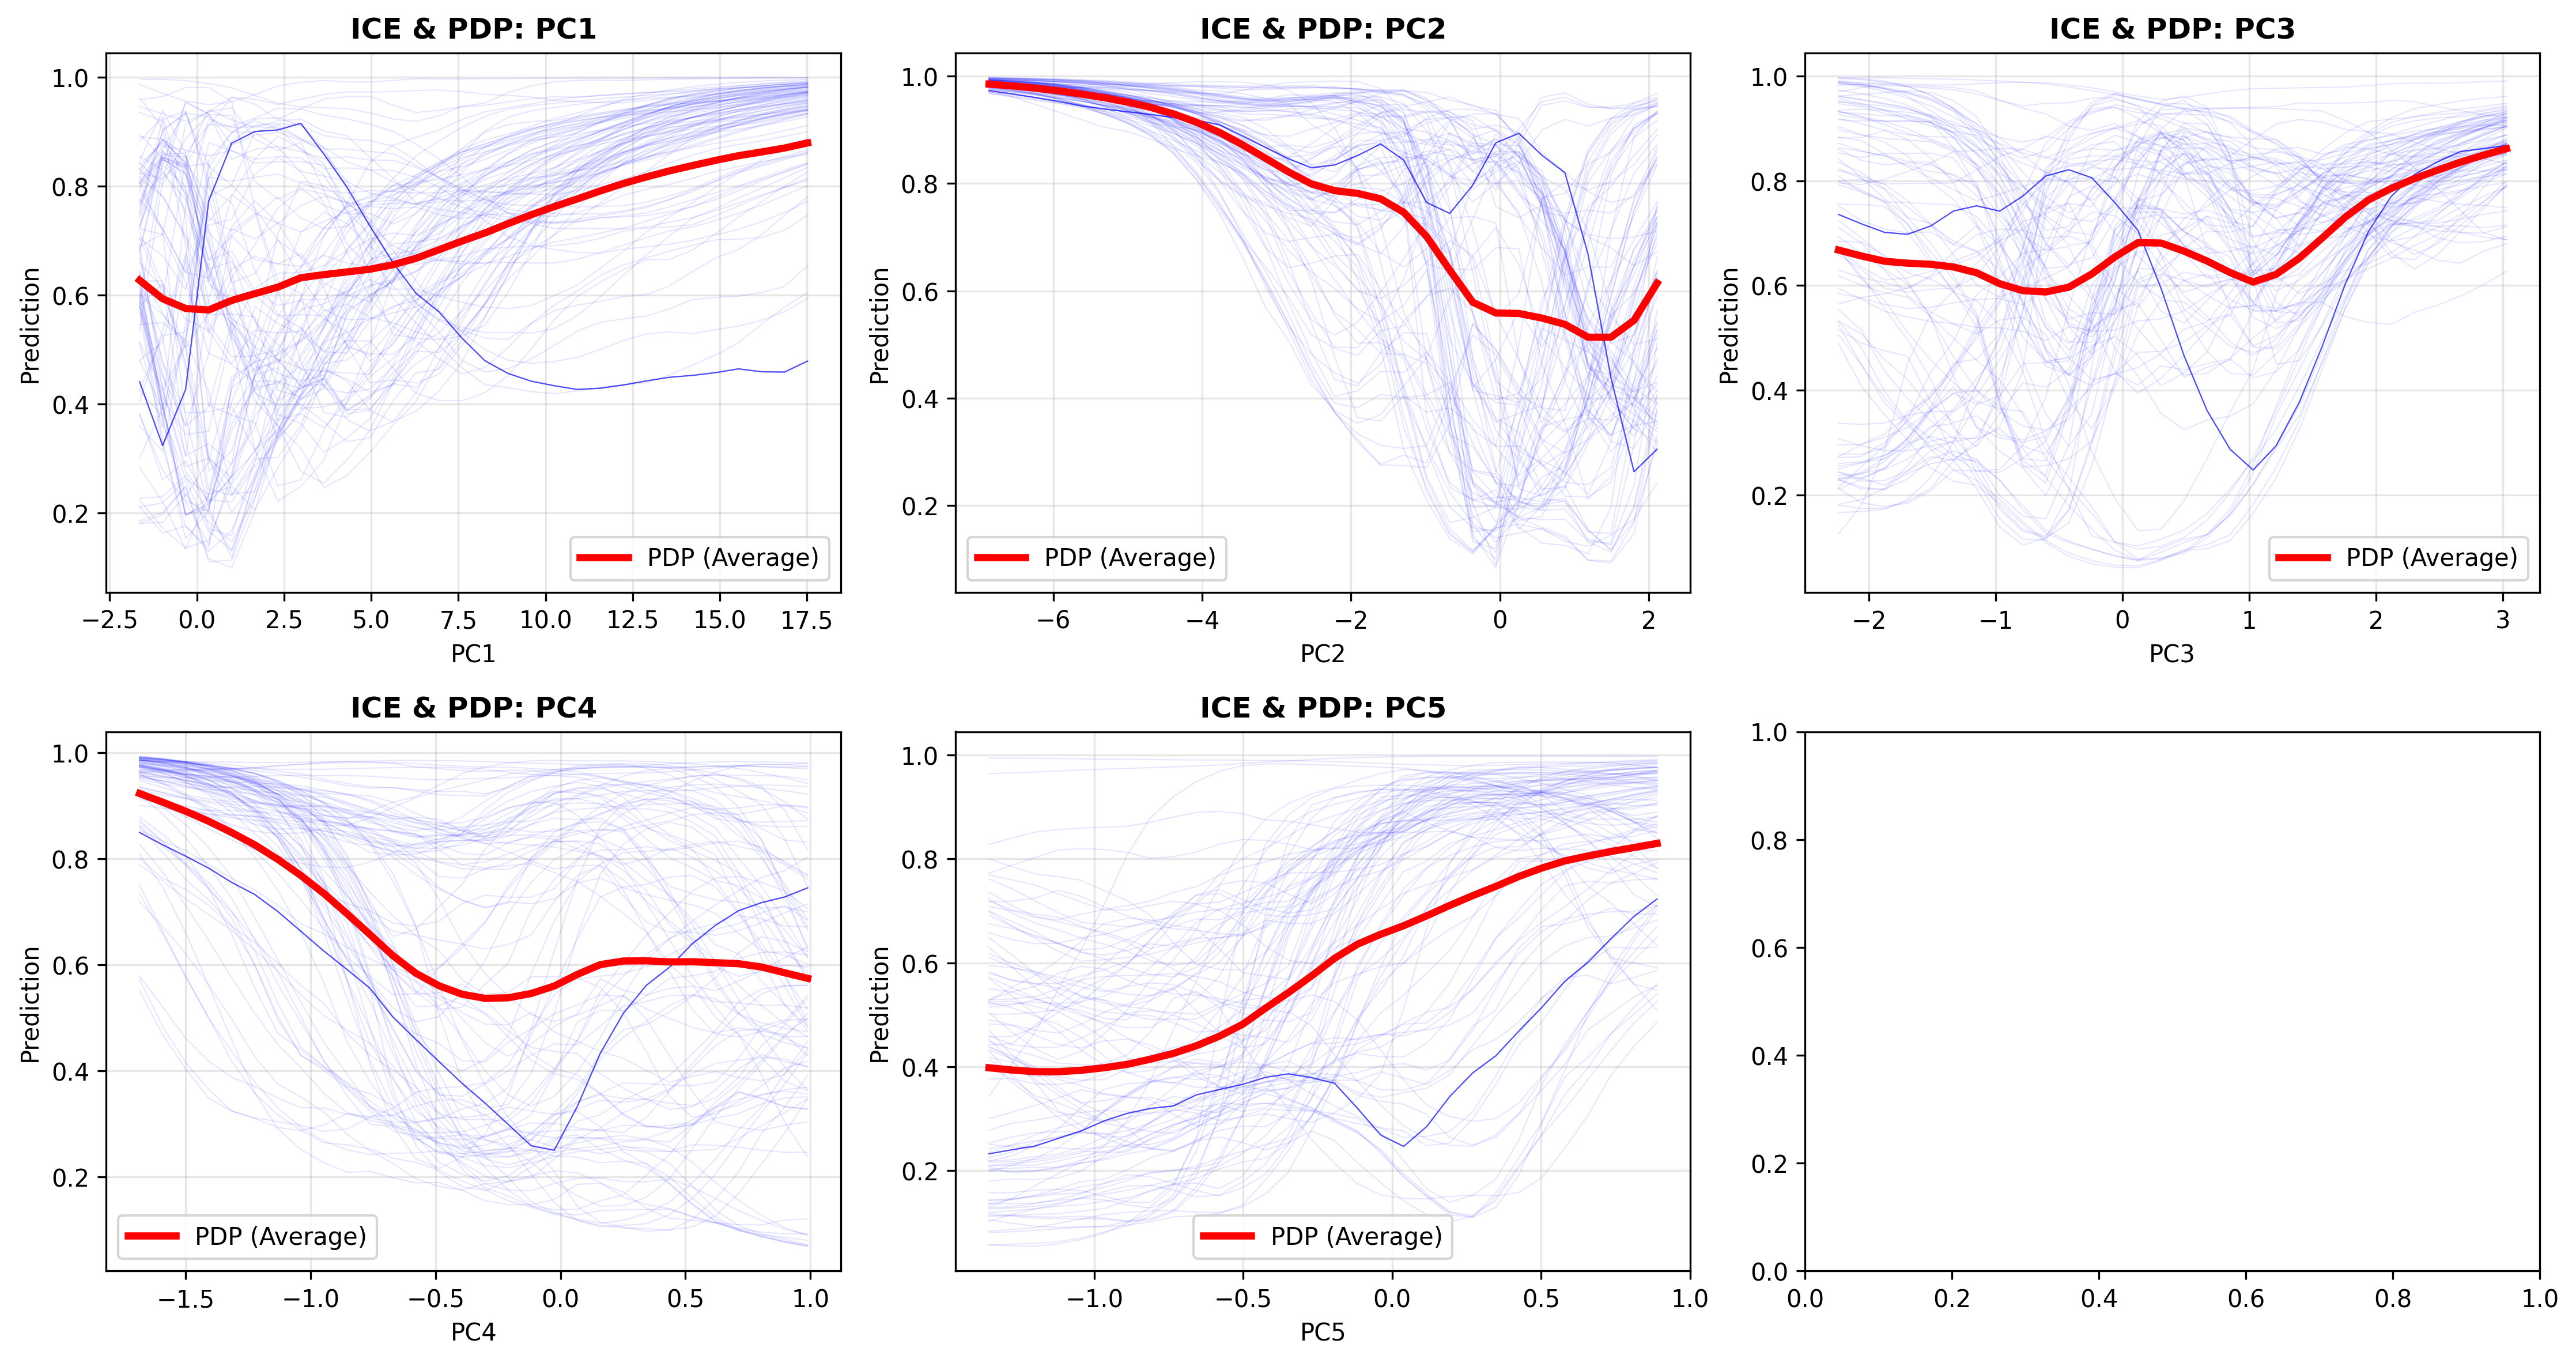 ICE & PDP: PC1
1.0
0.8
0.6
0.4
0.2
Prediction
PDP (Average)
−2.5 0.0 2.5 5.0 7.5 10.0 12.5 15.0 17.5
PC1
ICE & PDP: PC2
1.0
0.8
0.6
0.4
0.2
Prediction
PDP (Average)
−6 −4 −2 0 2
PC2
ICE & PDP: PC3
1.0
0.8
0.6
0.4
0.2
Prediction
PDP (Average)
−2 −1 0 1 2 3
PC3
ICE & PDP: PC4
1.0
0.8
0.6
0.4
0.2
Prediction
PDP (Average)
−1.5 −1.0 −0.5 0.0 0.5 1.0
PC4
ICE & PDP: PC5
1.0
0.8
0.6
0.4
0.2
Prediction
PDP (Average)
−1.0 −0.5 0.0 0.5 1.0
PC5
1.0
0.8
0.6
0.4
0.2
0.0
0.0 0.2 0.4 0.6 0.8 1.0